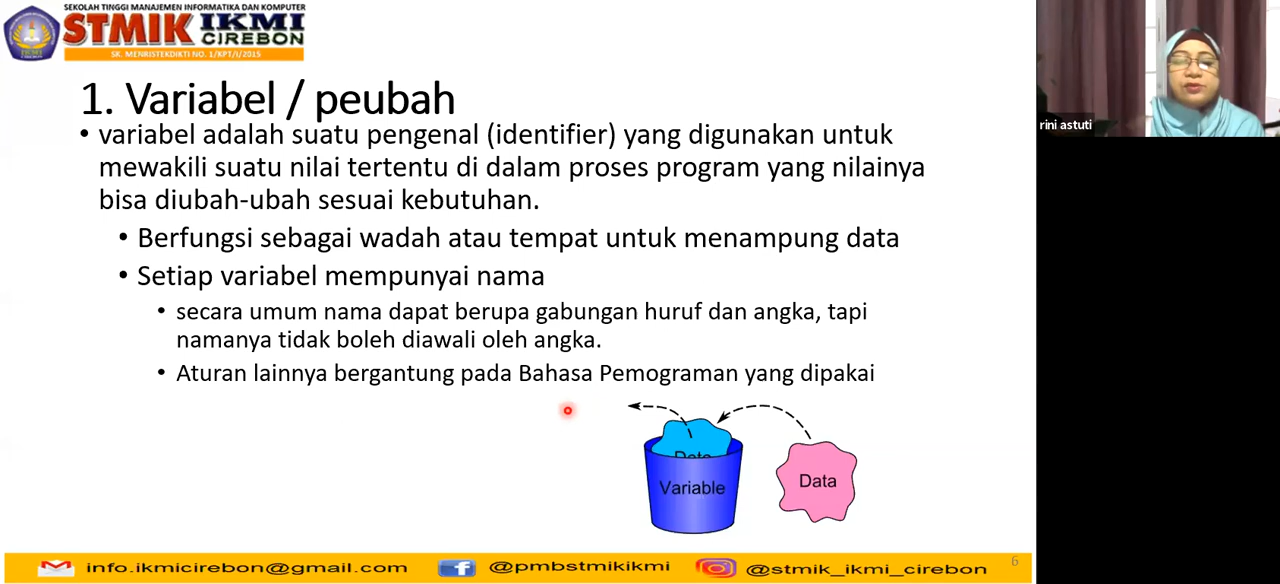 SEKOLAH TINGGI MANAJEMEN INFORMATIKA DAN KOMPUTER
STMIK IKMI
CIREBON
SK. MENRISTEKDIKTI NO. 1/KPT/I/2015
1. Variabel / peubah
• variabel adalah suatu pengenal (identifier) yang digunakan untuk
mewakili suatu nilai tertentu di dalam proses program yang nilainya
bisa diubah-ubah sesuai kebutuhan.
• Berfungsi sebagai wadah atau tempat untuk menampung data
• Setiap variabel mempunyai nama
• secara umum nama dapat berupa gabungan huruf dan angka, tapi
namanya tidak boleh diawali oleh angka.
• Aturan lainnya bergantung pada Bahasa Pemograman yang dipakai
Data
Variable
Data
info.ikmicirebon@gmail.com
@pmbstmikikmi
@stmik_ikmi_cirebon
6
rini astuti